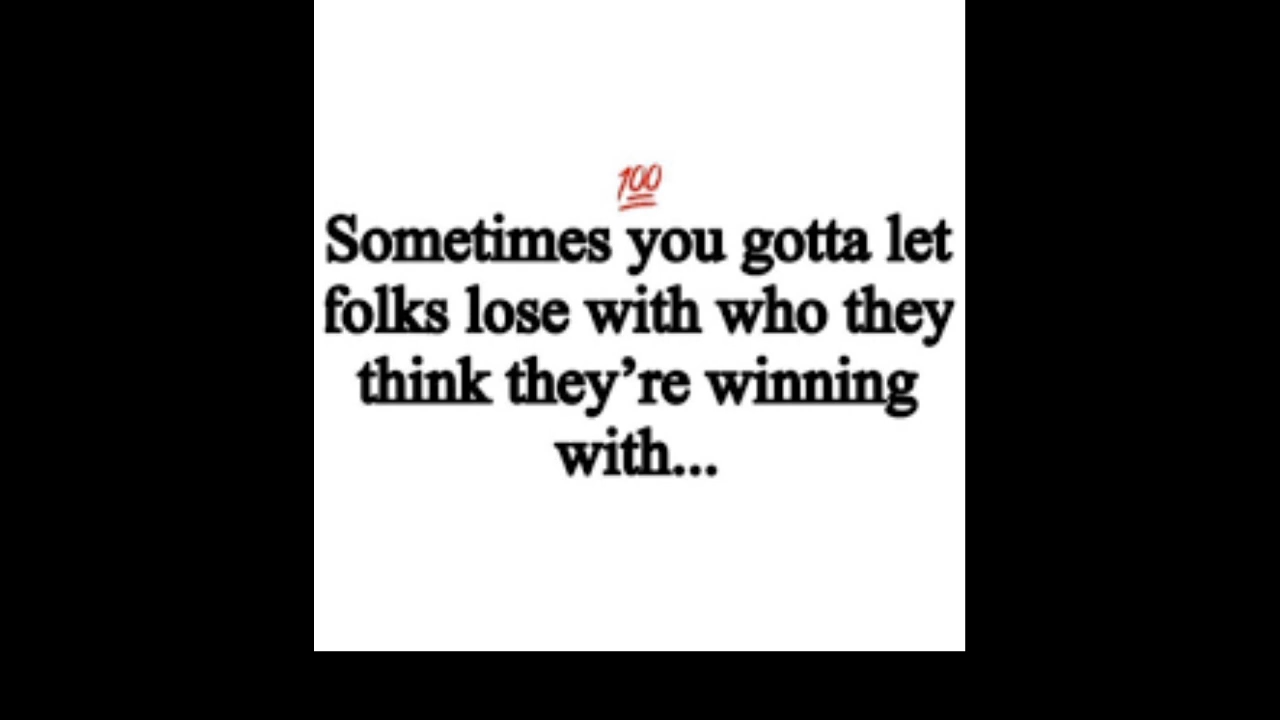 💯
Sometimes you gotta let
folks lose with who they
think they’re winning
with...